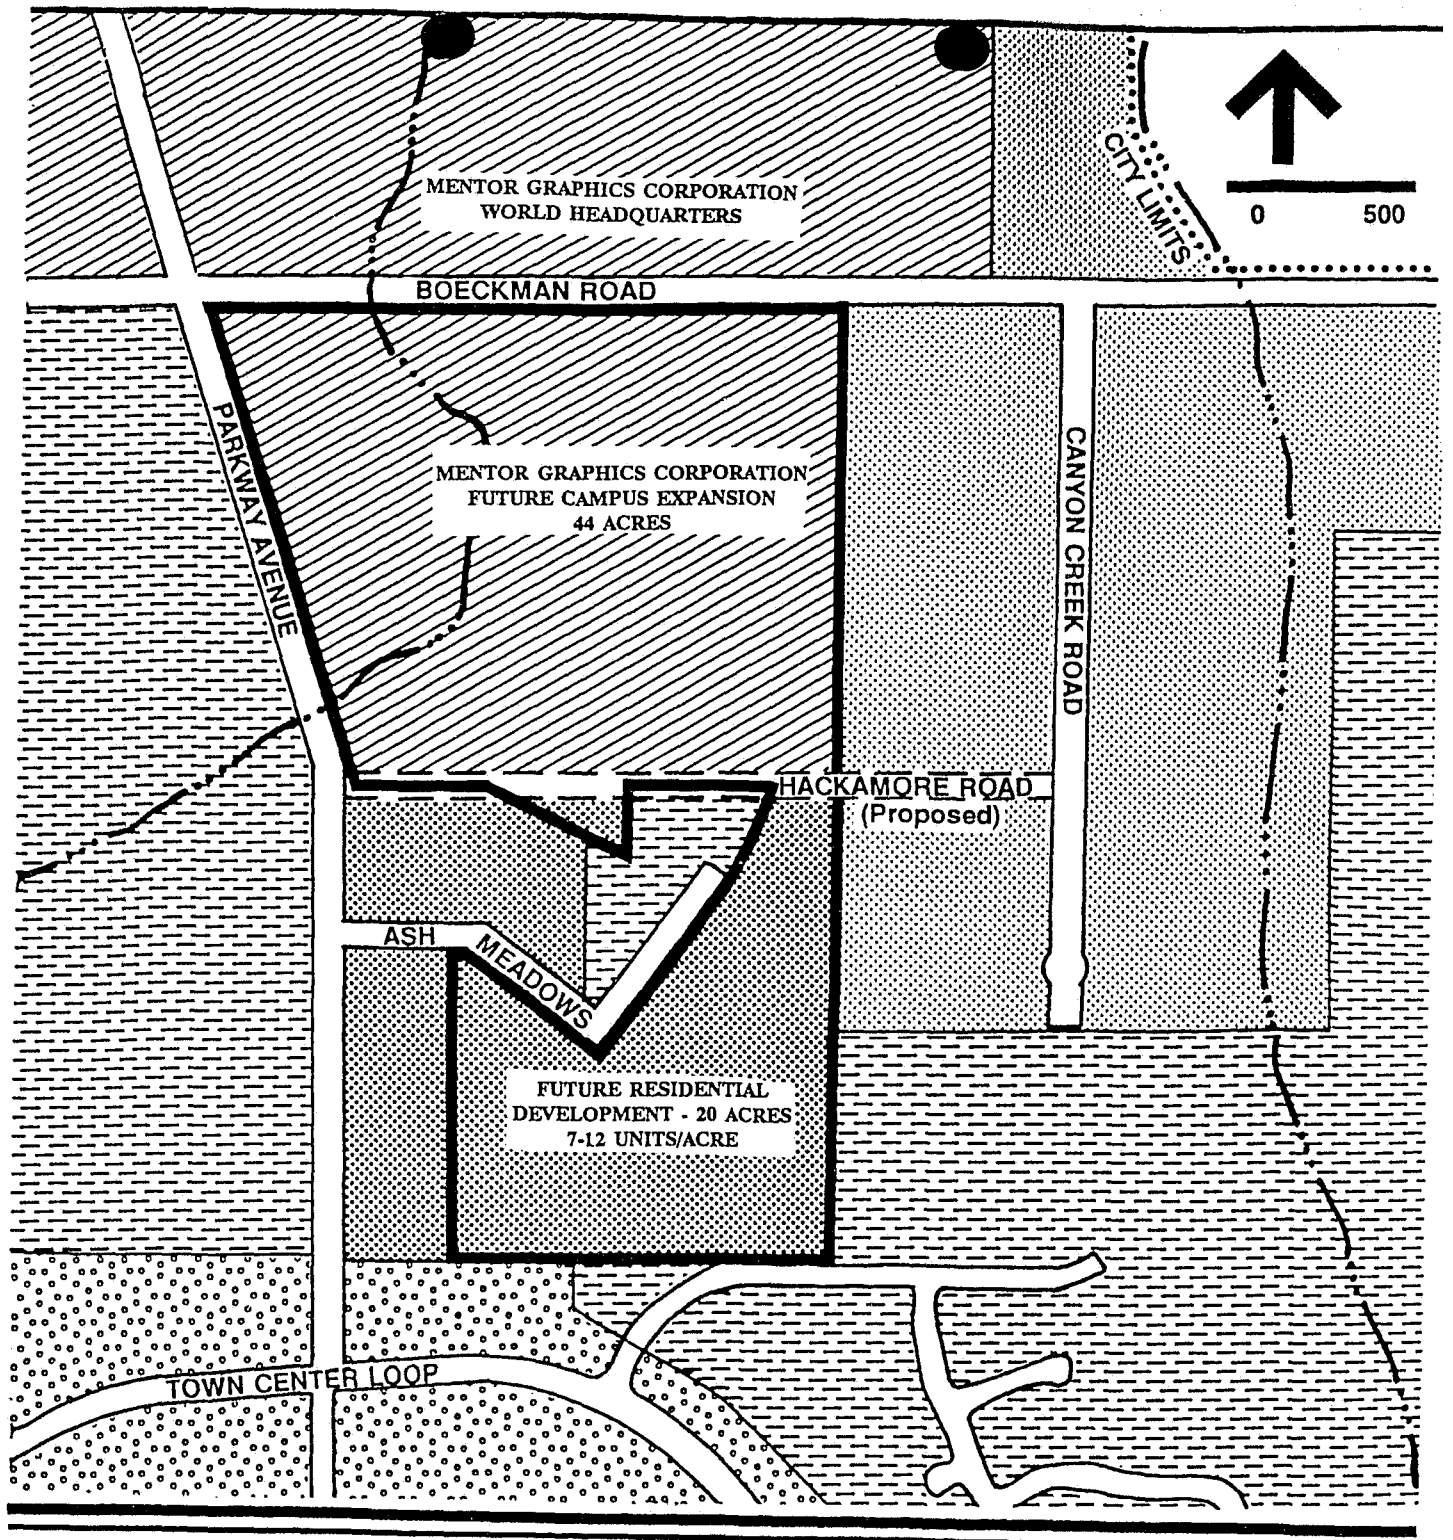 MENTOR GRAPHICS CORPORATION
WORLD HEADQUARTERS
CITY LIMITS
0 500
BOECKMAN ROAD
PARKWAY AVENUE
MENTOR GRAPHICS CORPORATION
FUTURE CAMPUS EXPANSION
44 ACRES
CANYON CREEK ROAD
HACKAMORE ROAD
(Proposed)
ASH MEADOWS
FUTURE RESIDENTIAL
DEVELOPMENT - 20 ACRES
7-12 UNITS/ACRE
TOWN CENTER LOOP